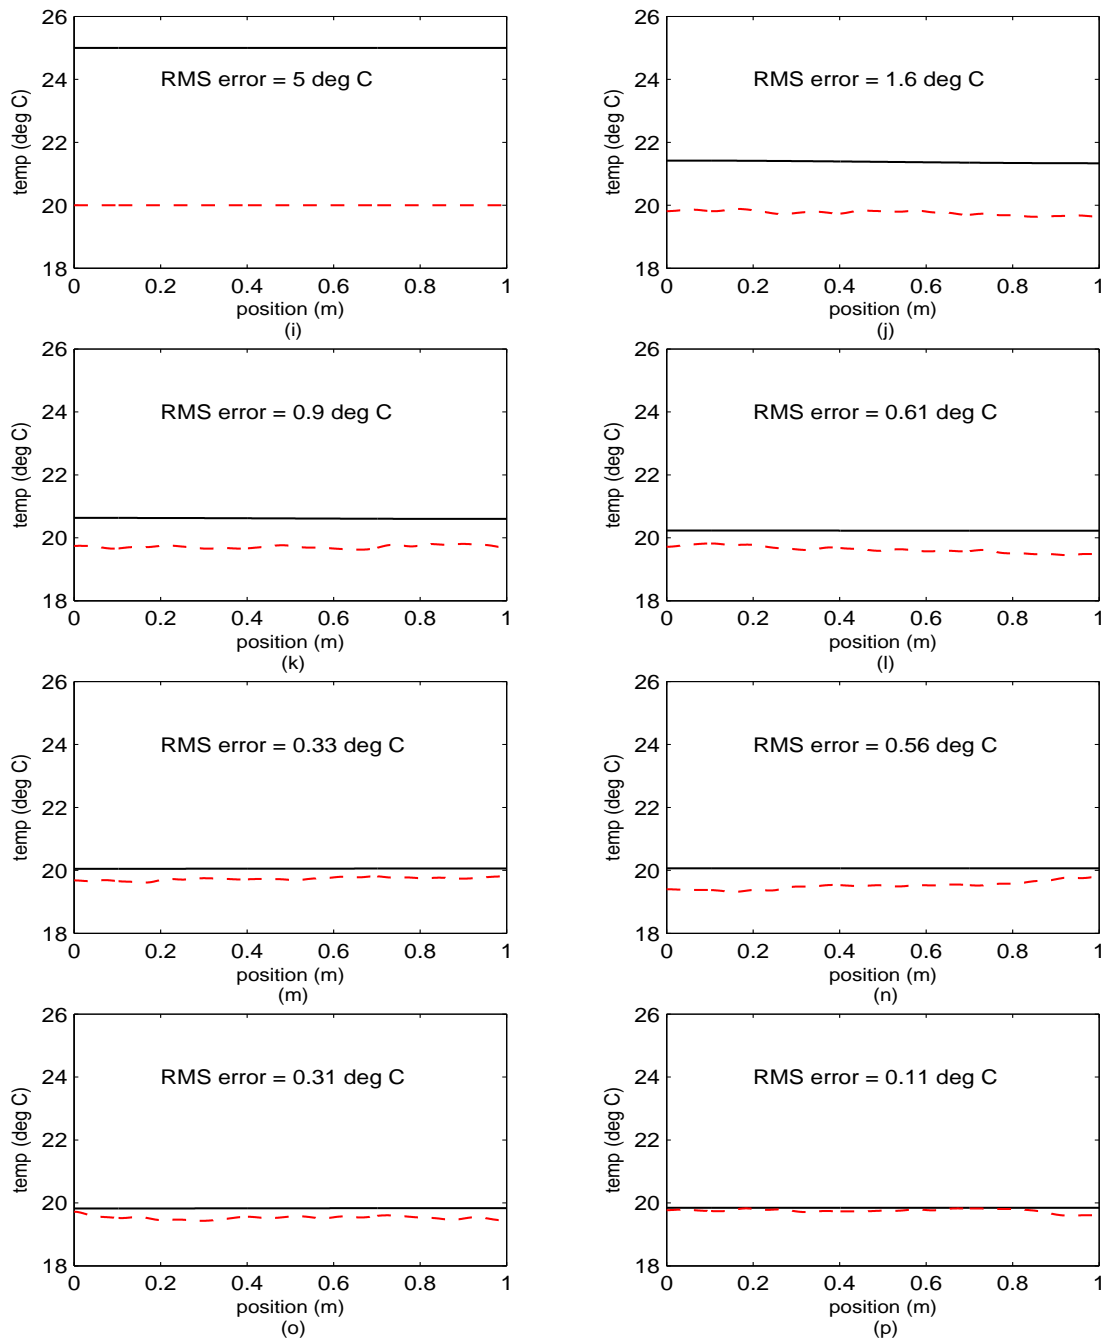 26
24
22
20
18
temp (deg C)
RMS error = 5 deg C
0 0.2 0.4 0.6 0.8 1
position (m)
(i)
26
24
22
20
18
temp (deg C)
RMS error = 1.6 deg C
0 0.2 0.4 0.6 0.8 1
position (m)
(j)
26
24
22
20
18
temp (deg C)
RMS error = 0.9 deg C
0 0.2 0.4 0.6 0.8 1
position (m)
(k)
26
24
22
20
18
temp (deg C)
RMS error = 0.61 deg C
0 0.2 0.4 0.6 0.8 1
position (m)
(l)
26
24
22
20
18
temp (deg C)
RMS error = 0.33 deg C
0 0.2 0.4 0.6 0.8 1
position (m)
(m)
26
24
22
20
18
temp (deg C)
RMS error = 0.56 deg C
0 0.2 0.4 0.6 0.8 1
position (m)
(n)
26
24
22
20
18
temp (deg C)
RMS error = 0.31 deg C
0 0.2 0.4 0.6 0.8 1
position (m)
(o)
26
24
22
20
18
temp (deg C)
RMS error = 0.11 deg C
0 0.2 0.4 0.6 0.8 1
position (m)
(p)